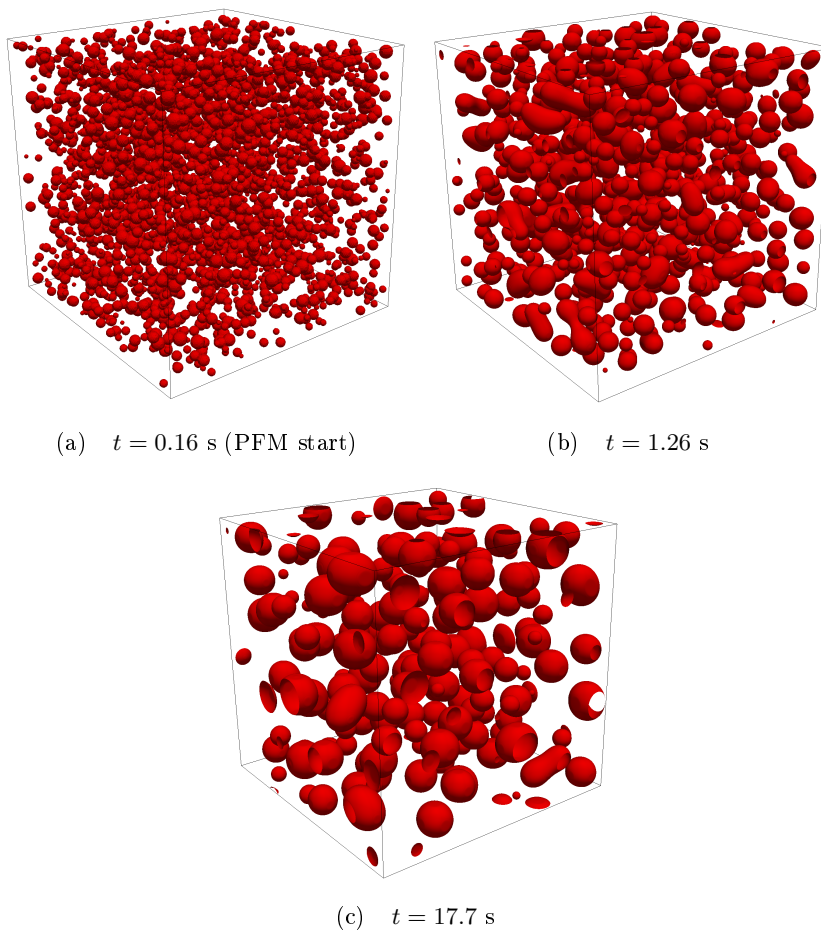 (a) t = 0.16 s (PFM start)
(b) t = 1.26 s
(c) t = 17.7 s